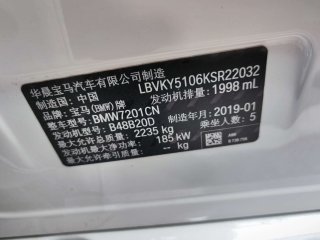 华晨宝马汽车有限公司制造
制造国：中国 LBVKY5106KSR22032
品牌：宝马(BMW)牌 发动机排量：1998 mL
整车型号：BMW7201CN
发动机型号：B48B20D 制造年月：2019-01
最大允许总质量：2235 kg 乘坐人数：5
发动机最大净功率：185 kW
最大允许牵引质量：-- kg